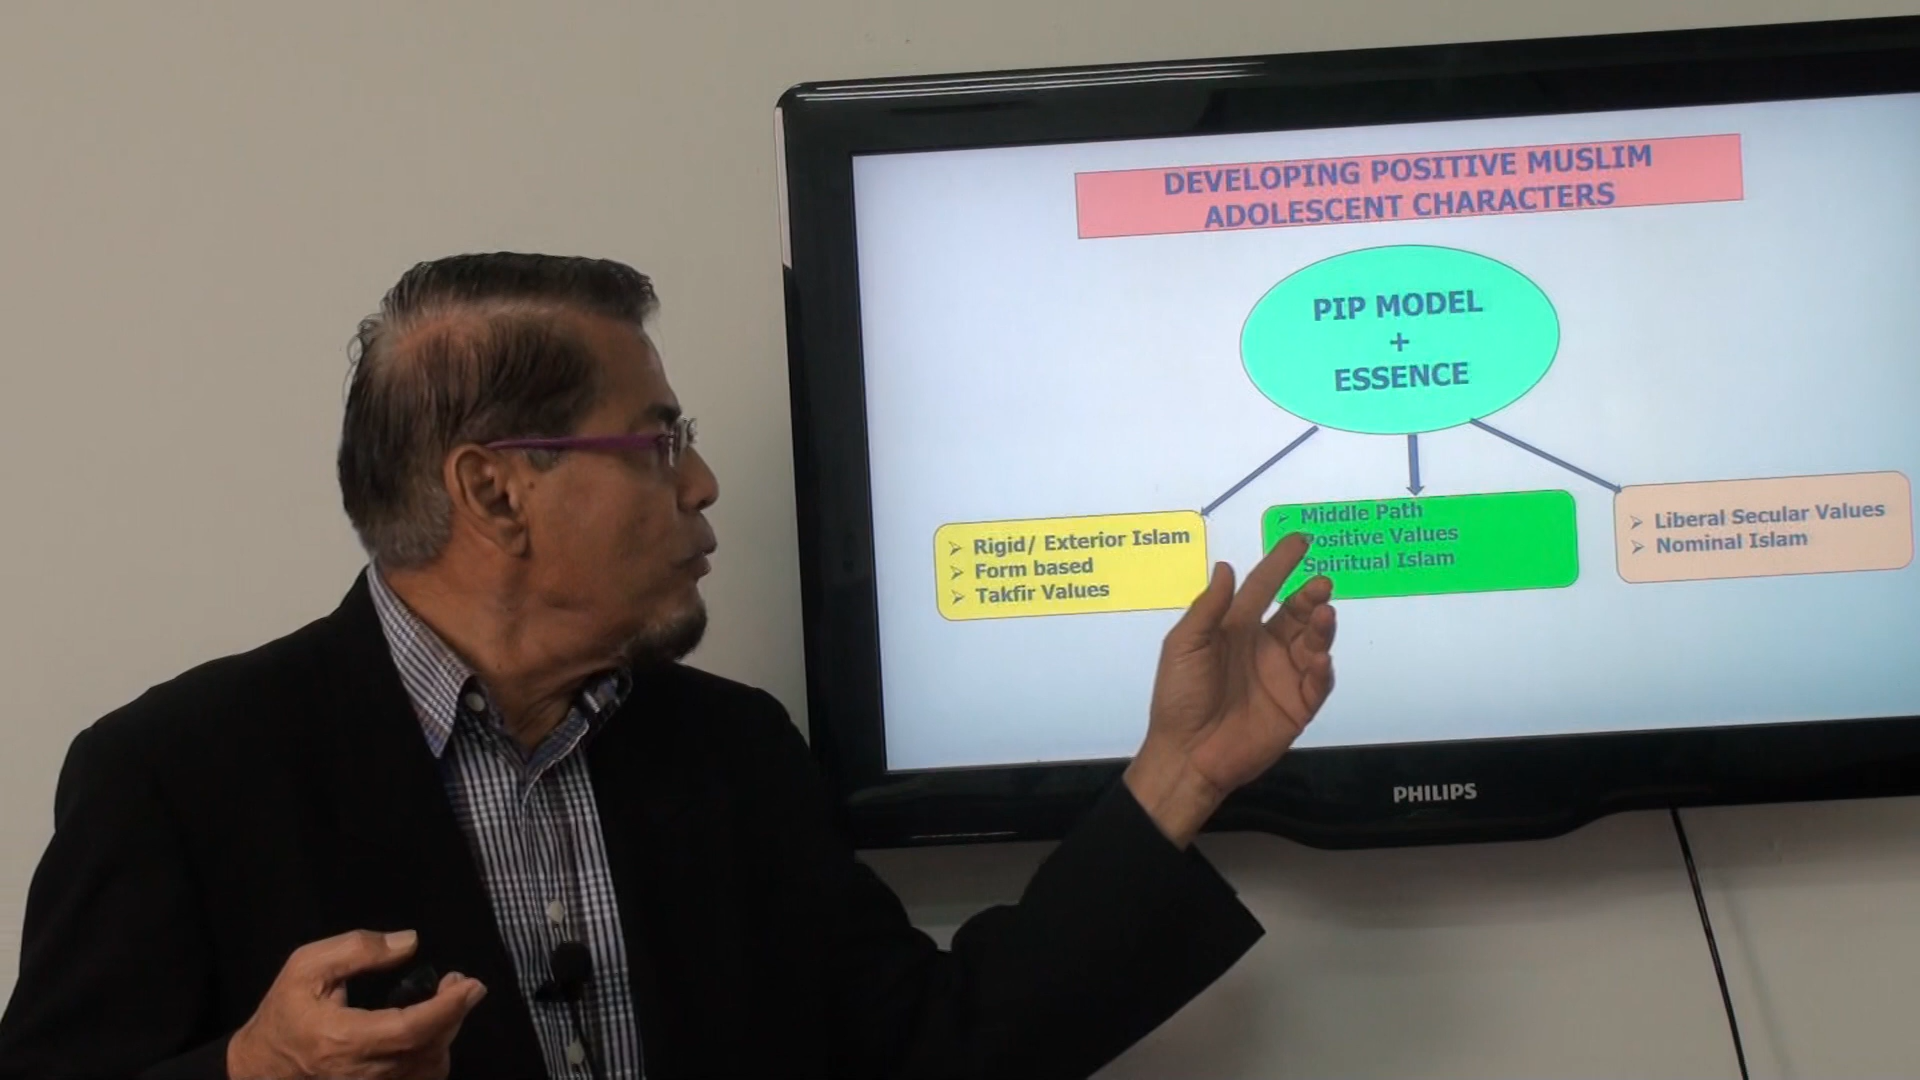 DEVELOPING POSITIVE MUSLIM
ADOLESCENT CHARACTERS
PIP MODEL
+
ESSENCE
Rigid/ Exterior Islam
Form based
Takfir Values
Middle Path
Positive Values
Spiritual Islam
Liberal Secular Values
Nominal Islam
PHILIPS